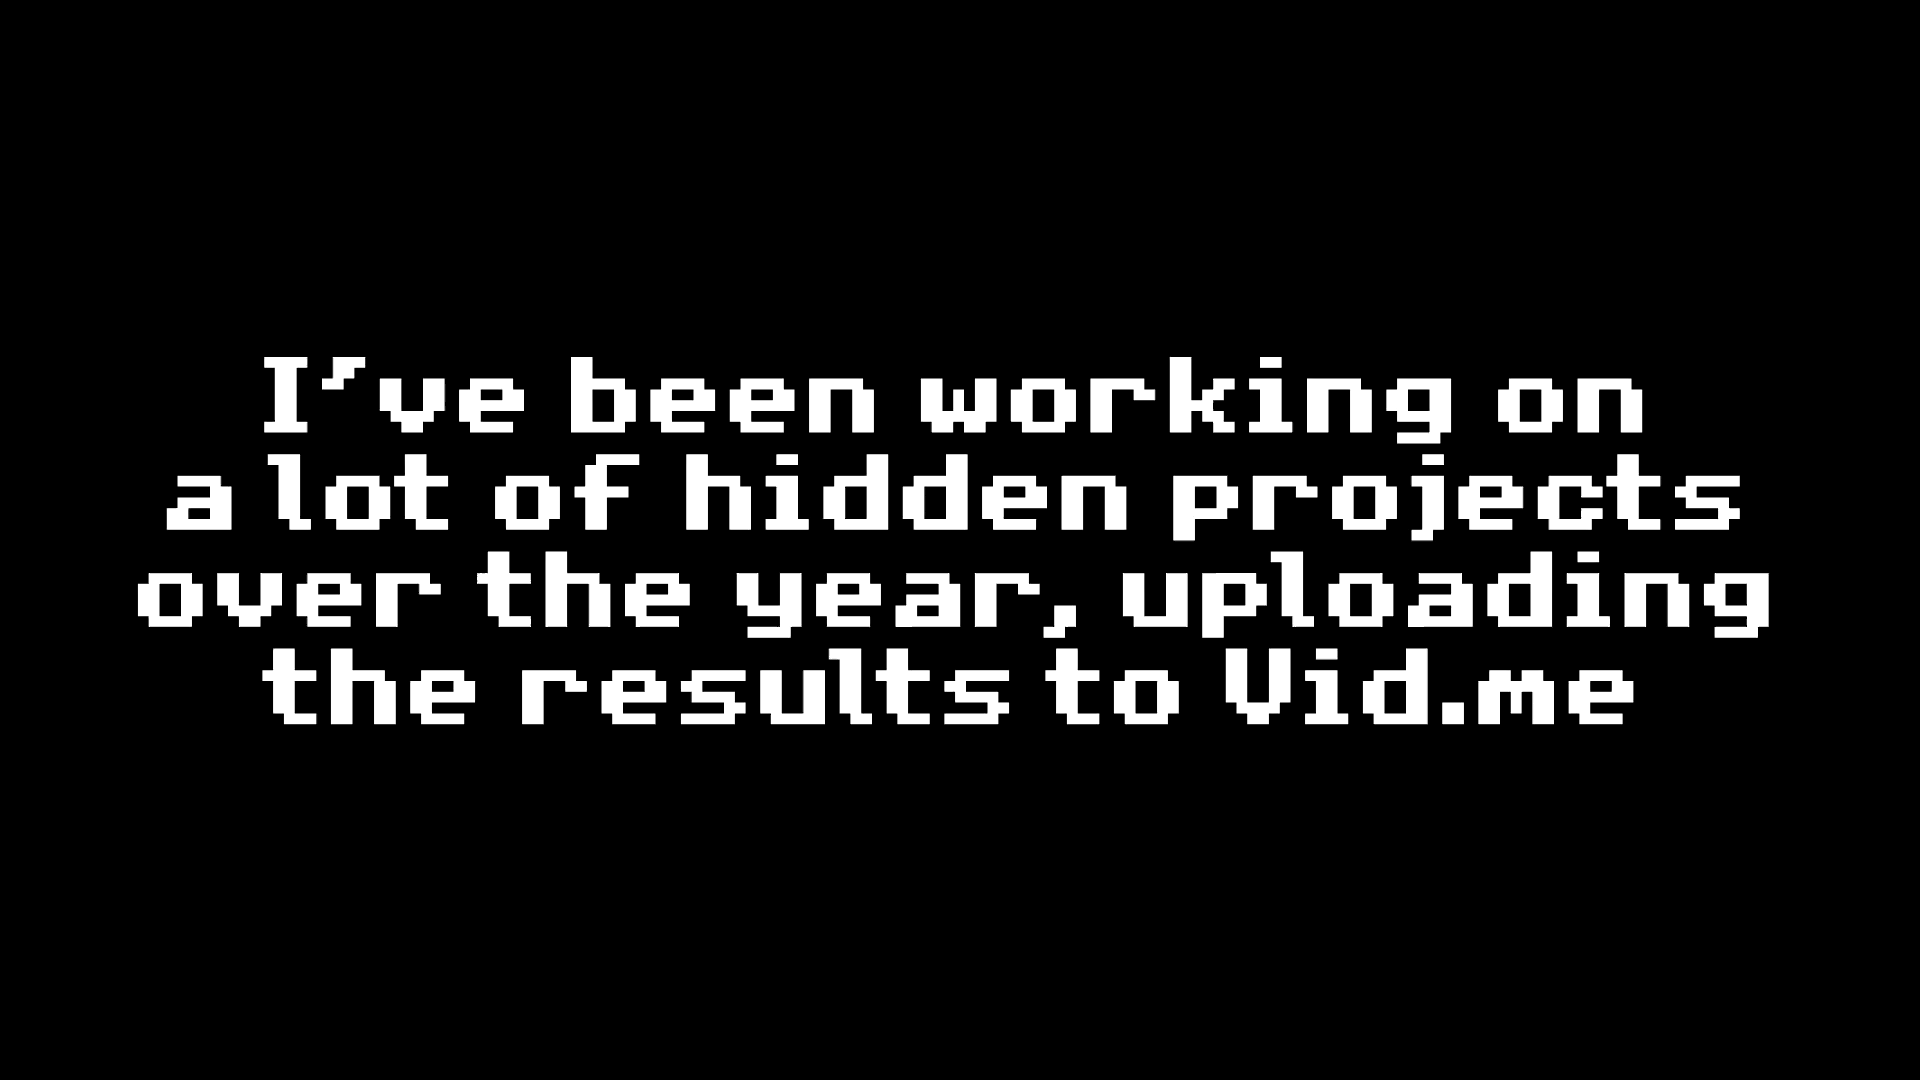 I’ve been working on
a lot of hidden projects
over the year, uploading
the results to Vid.me